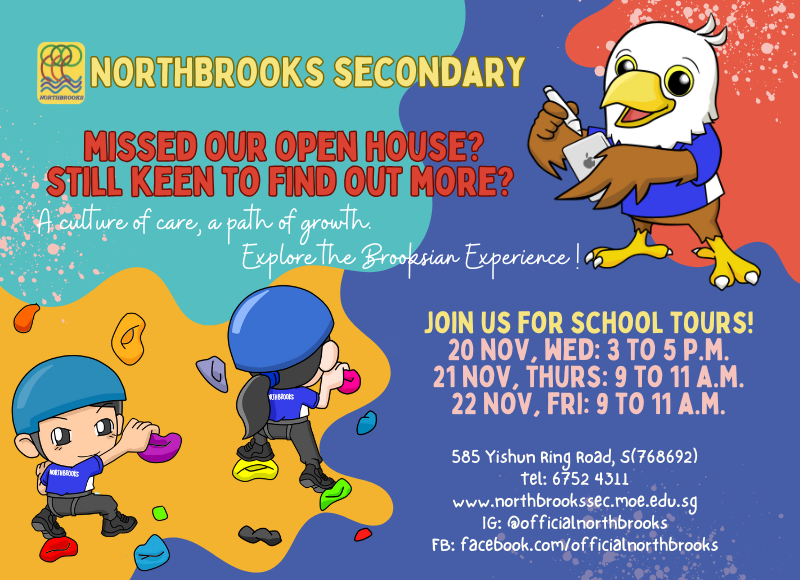 NORTHBROOKS
NORTHBROOKS SECONDARY
MISSED OUR OPEN HOUSE?
STILL KEEN TO FIND OUT MORE?
A culture of care, a path of growth.
Explore the Brooksian Experience !
JOIN US FOR SCHOOL TOURS!
20 NOV, WED: 3 TO 5 P.M.
21 NOV, THURS: 9 TO 11 A.M.
22 NOV, FRI: 9 TO 11 A.M.
NORTHBROOKS
NORTHBROOKS
585 Yishun Ring Road, S(768692)
Tel: 6752 4311
www.northbrookssec.moe.edu.sg
IG: @officialnorthbrooks
FB: facebook.com/officialnorthbrooks